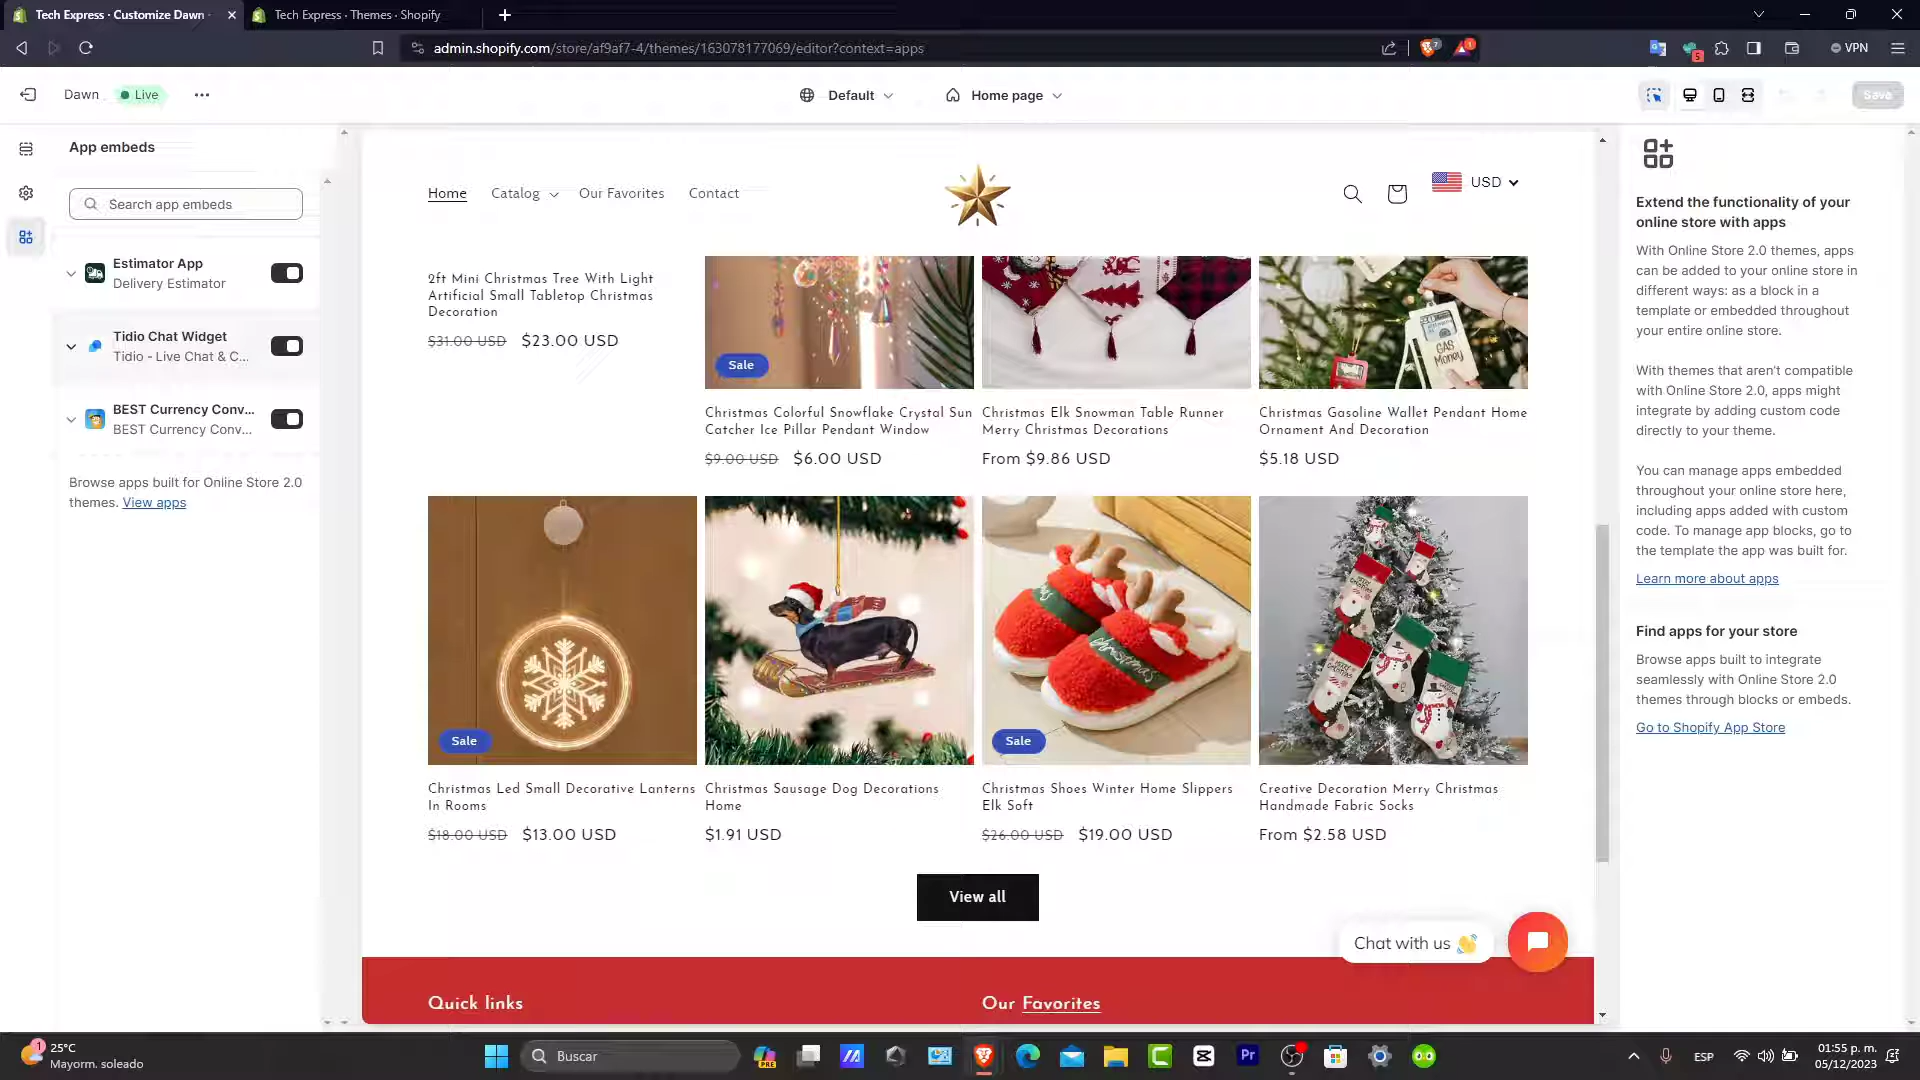 Tech Express · Customize Dawn
Tech Express · Themes · Shopify
admin.shopify.com/store/af9af7-4/themes/163078177069/editor?context=apps
7
1
5
VPN
Dawn
Live
Default
Home page
Save
App embeds
Search app embeds
Estimator App
Delivery Estimator
Tidio Chat Widget
Tidio - Live Chat & C...
BEST Currency Conv...
BEST Currency Conv...
Browse apps built for Online Store 2.0
themes. View apps
Home
Catalog
Our Favorites
Contact
USD
2ft Mini Christmas Tree With Light
Artificial Small Tabletop Christmas
Decoration
$31.00 USD $23.00 USD
Sale
Christmas Colorful Snowflake Crystal Sun
Catcher Ice Pillar Pendant Window
$9.00 USD $6.00 USD
Christmas Elk Snowman Table Runner
Merry Christmas Decorations
From $9.86 USD
GAS
Money
Christmas Gasoline Wallet Pendant Home
Ornament And Decoration
$5.18 USD
Sale
Christmas Led Small Decorative Lanterns
In Rooms
$18.00 USD $13.00 USD
Christmas Sausage Dog Decorations
Home
$1.91 USD
Christmas
Sale
Christmas Shoes Winter Home Slippers
Elk Soft
$26.00 USD $19.00 USD
Creative Decoration Merry Christmas
Handmade Fabric Socks
From $2.58 USD
View all
Chat with us 👋
Quick links
Our Favorites
Extend the functionality of your
online store with apps
With Online Store 2.0 themes, apps
can be added to your online store in
different ways: as a block in a
template or embedded throughout
your entire online store.
With themes that aren't compatible
with Online Store 2.0, apps might
integrate by adding custom code
directly to your theme.
You can manage apps embedded
throughout your online store here,
including apps added with custom
code. To manage app blocks, go to
the template the app was built for.
Learn more about apps
Find apps for your store
Browse apps built to integrate
seamlessly with Online Store 2.0
themes through blocks or embeds.
Go to Shopify App Store
1
25°C
Mayorm. soleado
Buscar
PRE
Pr
ESP
01:55 p. m.
05/12/2023